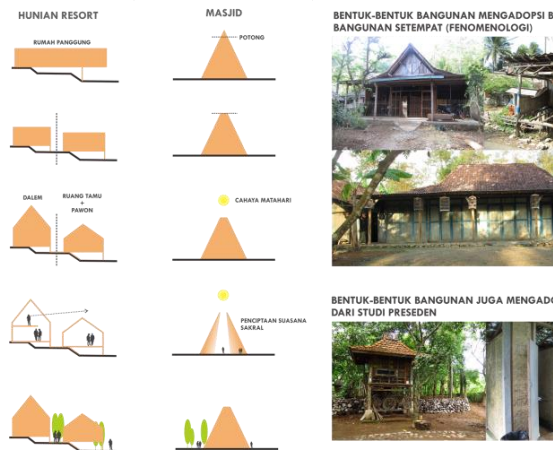 HUNIAN RESORT
RUMAH PANGGUNG
DALEM
RUANG TAMU
+
PAWON
MASJID
POTONG
CAHAYA MATAHARI
PENCIPTAAN SUASANA
SAKRAL
BENTUK-BENTUK BANGUNAN MENGADOPSI B
BANGUNAN SETEMPAT (FENOMENOLOGI)
BENTUK-BENTUK BANGUNAN JUGA MENGADO
DARI STUDI PRESEDEN